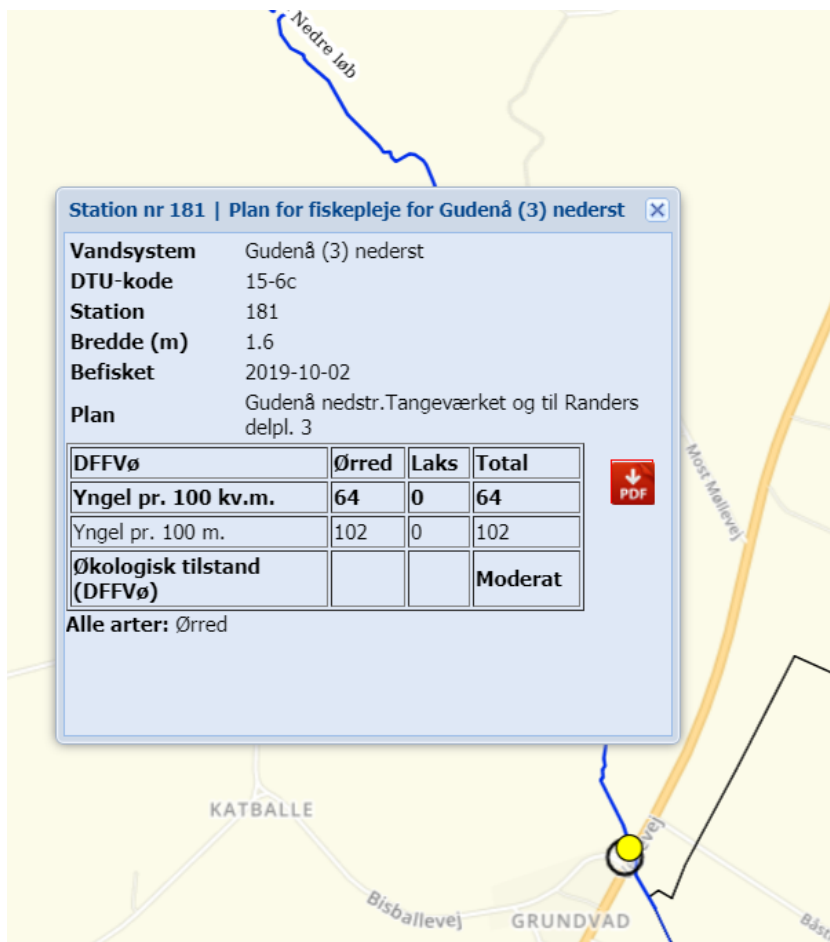 Nedre løb
Station nr 181 | Plan for fiskepleje for Gudenå (3) nederst
Vandsystem Gudenå (3) nederst
DTU-kode 15-6c
Station 181
Bredde (m) 1.6
Befisket 2019-10-02
Plan Gudenå nedstr.Tangeværket og til Randers
delpl. 3
DFFVø Ørred Laks Total
Yngel pr. 100 kv.m. 64 0 64
Yngel pr. 100 m. 102 0 102
Økologisk tilstand
(DFFVø) Moderat
PDF
Alle arter: Ørred
Most Møllevej
KATBALLE
Bisballevej
GRUNDVAD